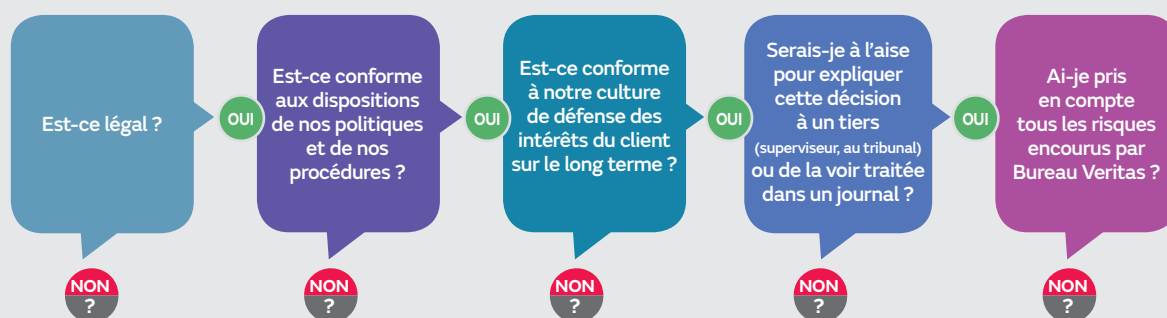 Est-ce légal ?
OUI
Est-ce conforme
aux dispositions
de nos politiques
et de nos
procédures ?
OUI
Est-ce conforme
à notre culture
de défense des
intérêts du client
sur le long terme ?
OUI
Serais-je à l’aise
pour expliquer
cette décision
à un tiers
(superviseur, au tribunal)
ou de la voir traitée
dans un journal ?
OUI
Ai-je pris
en compte
tous les risques
encourus par
Bureau Veritas ?
NON
?
NON
?
NON
?
NON
?
NON
?